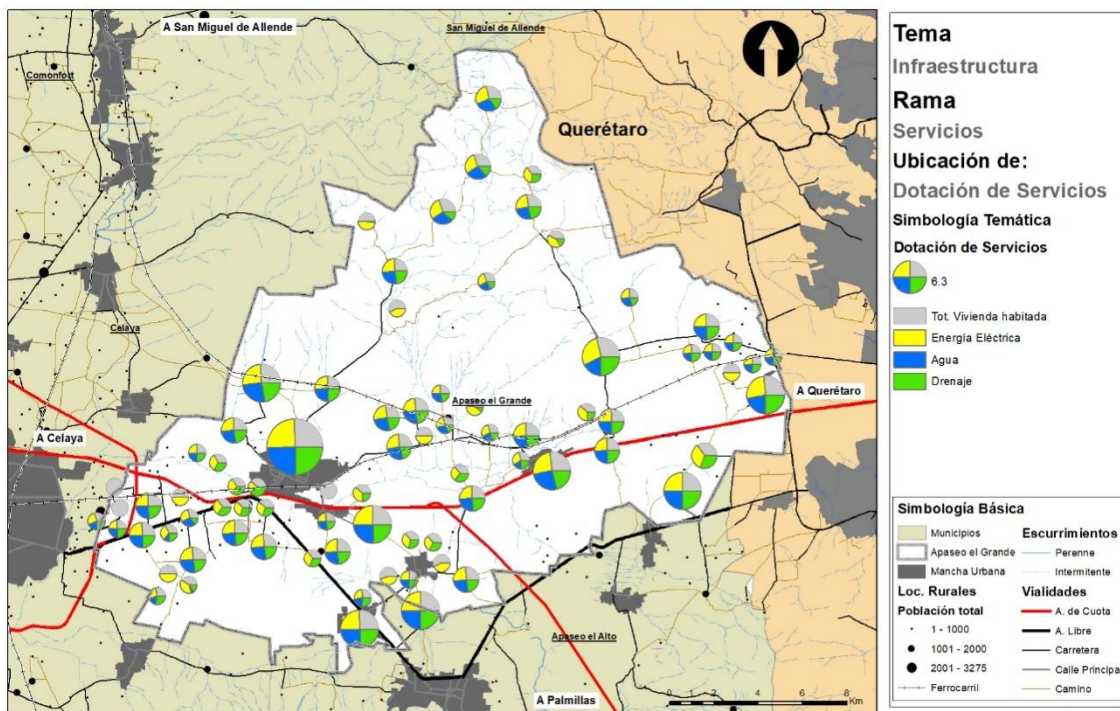 A San Miguel de Allende
San Miguel de Allende
Comonfort
Querétaro
Celaya
Apaseo el Grande
A Querétaro
A Celaya
Apaseo el Alto
A Palmillas
0 2 4 6 8
Km
Tema
Infraestructura
Rama
Servicios
Ubicación de:
Dotación de Servicios
Simbología Temática
Dotación de Servicios
6.3
Tot. Vivienda habitada
Energía Eléctrica
Agua
Drenaje
Simbología Básica
Municipios
Apaseo el Grande
Mancha Urbana
Loc. Rurales
Población total
1 - 1000
1001 - 2000
2001 - 3275
Ferrocarril
Escurrimientos
Perenne
Intermitente
Vialidades
A. de Cuota
A. Libre
Carretera
Calle Principa
Camino